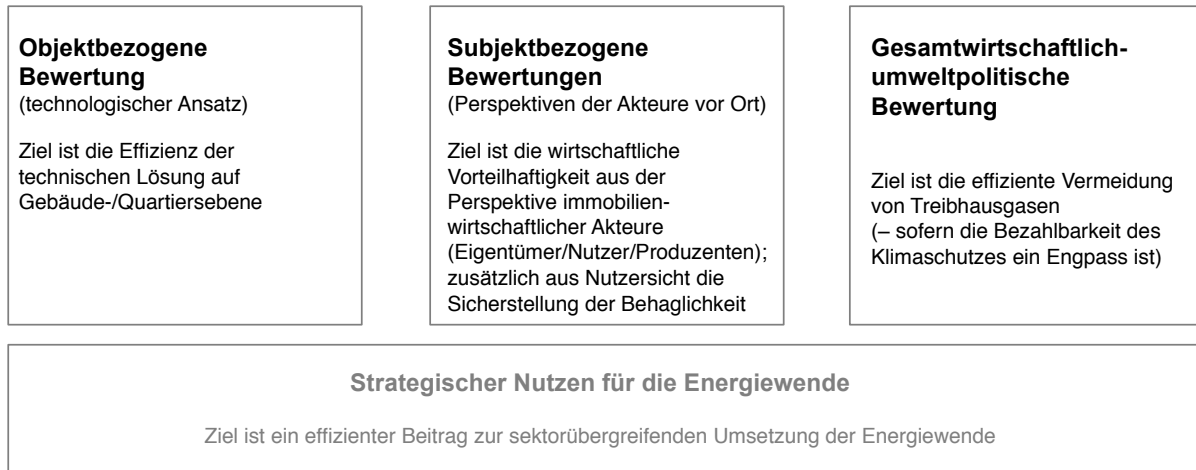 Objektbezogene
Bewertung
(technologischer Ansatz)
Ziel ist die Effizienz der
technischen Lösung auf
Gebäude-/Quartiersebene
Subjektbezogene
Bewertungen
(Perspektiven der Akteure vor Ort)
Ziel ist die wirtschaftliche
Vorteilhaftigkeit aus der
Perspektive immobilien-
wirtschaftlicher Akteure
(Eigentümer/Nutzer/Produzenten);
zusätzlich aus Nutzersicht die
Sicherstellung der Behaglichkeit
Gesamtwirtschaftlich-
umweltpolitische
Bewertung
Ziel ist die effiziente Vermeidung
von Treibhausgasen
(– sofern die Bezahlbarkeit des
Klimaschutzes ein Engpass ist)
Strategischer Nutzen für die Energiewende
Ziel ist ein effizienter Beitrag zur sektorübergreifenden Umsetzung der Energiewende